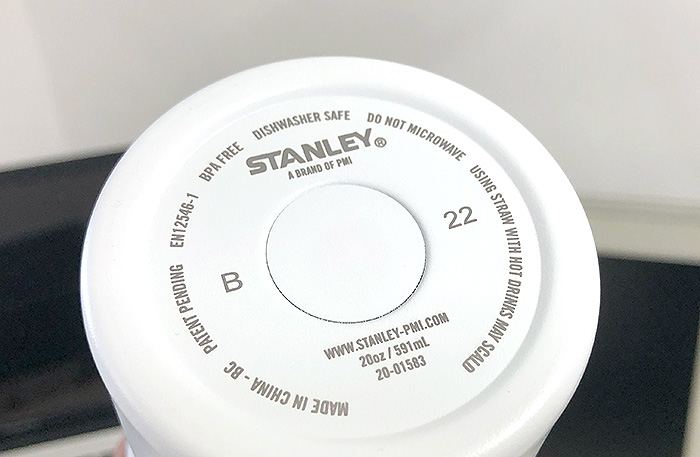 EN12546-1 BPA FREE DISHWASHER SAFE DO NOT MICROWAVE USING STRAW WITH HOT DRINKS MAY SCALD
STANLEY®
A BRAND OF PMI
B 22
WWW.STANLEY-PMI.COM
20oz / 591mL
20-01583
MADE IN CHINA - BC PATENT PENDING